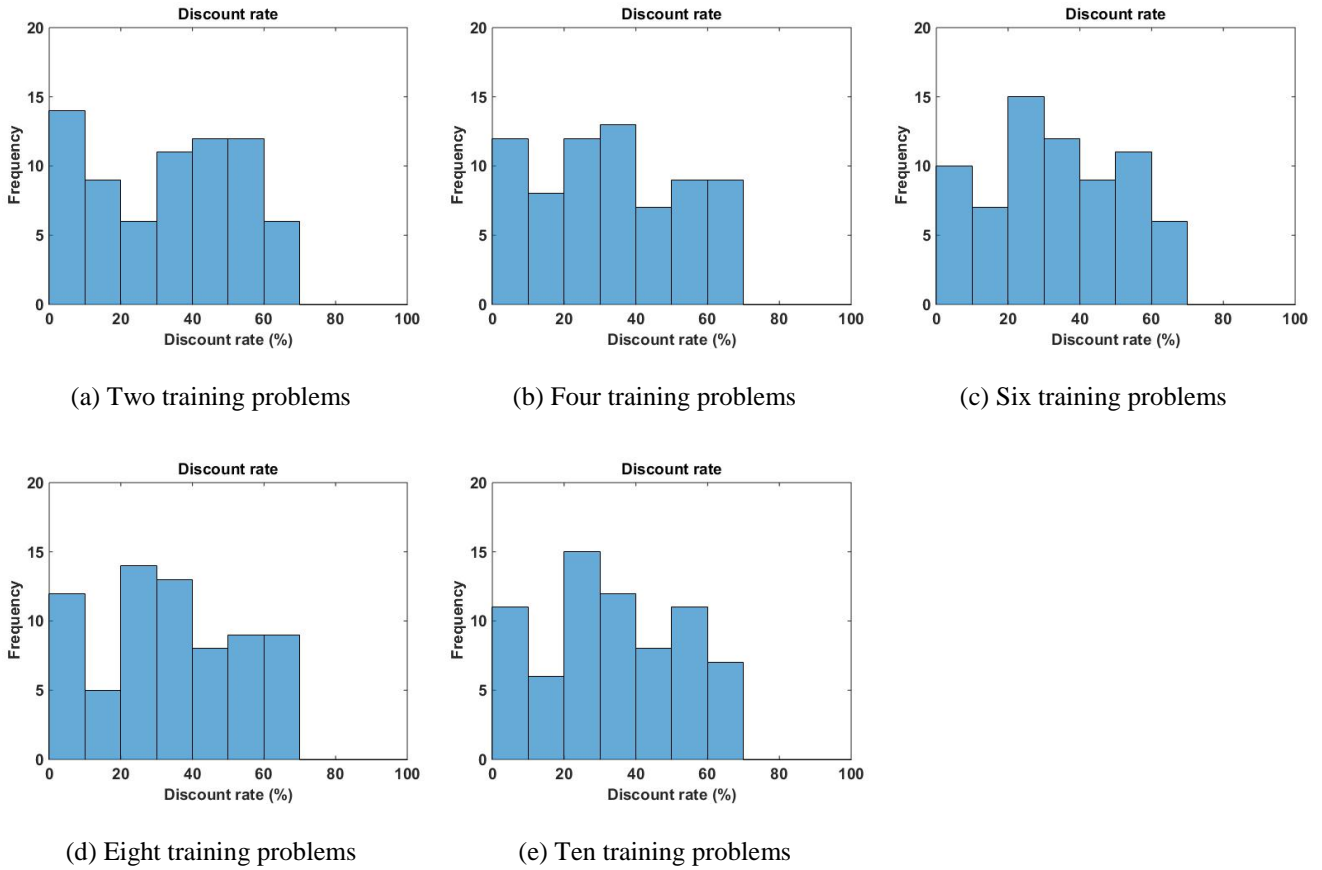 Discount rate
20
15
10
5
0
Frequency
0 20 40 60 80 100
Discount rate (%)
(a) Two training problems
Discount rate
20
15
10
5
0
Frequency
0 20 40 60 80 100
Discount rate (%)
(b) Four training problems
Discount rate
20
15
10
5
0
Frequency
0 20 40 60 80 100
Discount rate (%)
(c) Six training problems
Discount rate
20
15
10
5
0
Frequency
0 20 40 60 80 100
Discount rate (%)
(d) Eight training problems
Discount rate
20
15
10
5
0
Frequency
0 20 40 60 80 100
Discount rate (%)
(e) Ten training problems